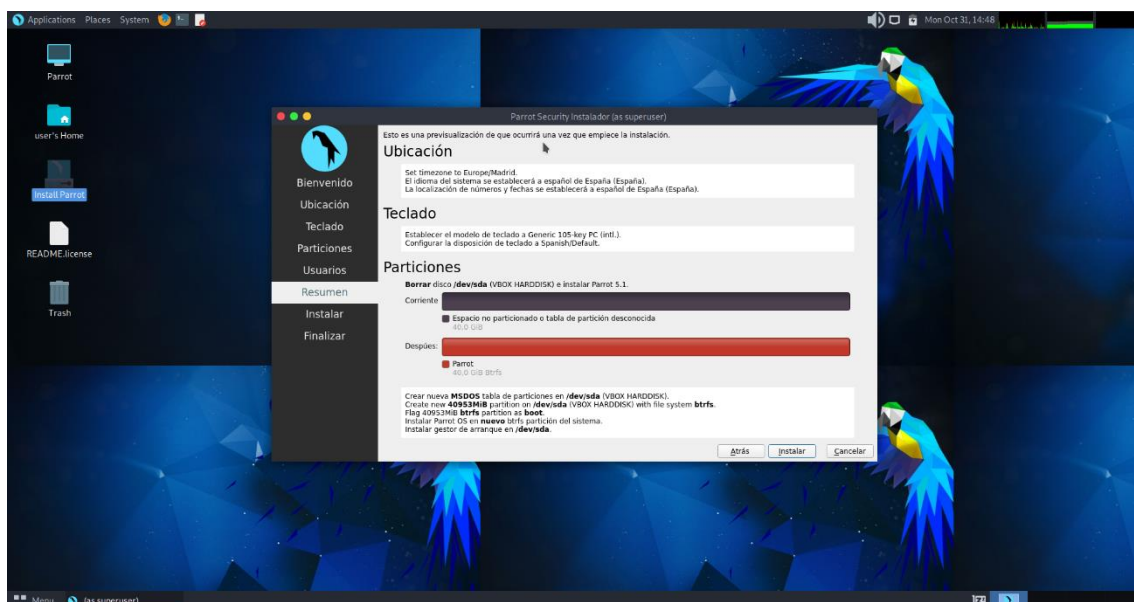 Applications Places System
Mon Oct 31, 14:48
Parrot
user's Home
Install Parrot
README.license
Trash
Parrot Security Instalador (as superuser)
Bienvenido
Ubicación
Teclado
Particiones
Usuarios
Resumen
Instalar
Finalizar
Esto es una previsualización de que ocurrirá una vez que empiece la instalación.
Ubicación
Set timezone to Europe/Madrid.
El idioma del sistema se establecerá a español de España (España).
La localización de números y fechas se establecerá a español de España (España).
Teclado
Establecer el modelo de teclado a Generic 105-key PC (intl.).
Configurar la disposición de teclado a Spanish/Default.
Particiones
Borrar disco /dev/sda (VBOX HARDDISK) e instalar Parrot 5.1.
Corriente
Espacio no particionado o tabla de partición desconocida
40.0 GiB
Despúes:
Parrot
40.0 GiB Btrfs
Crear nueva MSDOS tabla de particiones en /dev/sda (VBOX HARDDISK).
Create new 40953MiB partition on /dev/sda (VBOX HARDDISK) with file system btrfs.
Flag 40953MiB btrfs partition as boot.
Instalar Parrot OS en nuevo btrfs partición del sistema.
Instalar gestor de arranque en /dev/sda.
Atrás Instalar Cancelar
Menu (as superuser)